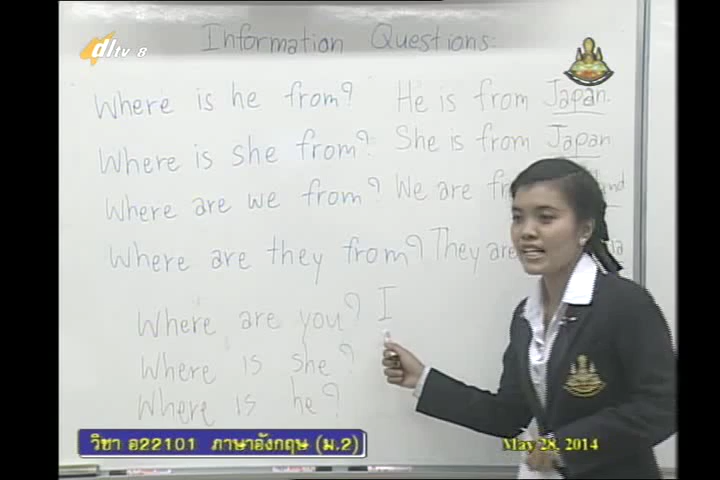 dltv 8
Information Questions:
Where is he from? He is from Japan.
Where is she from? She is from Japan
Where are we from? We are
Where are they from? They are
Where are you? I
Where is she?
Where is he?
วิชา อ22101 ภาษาอังกฤษ (ม.2)
May 28, 2014